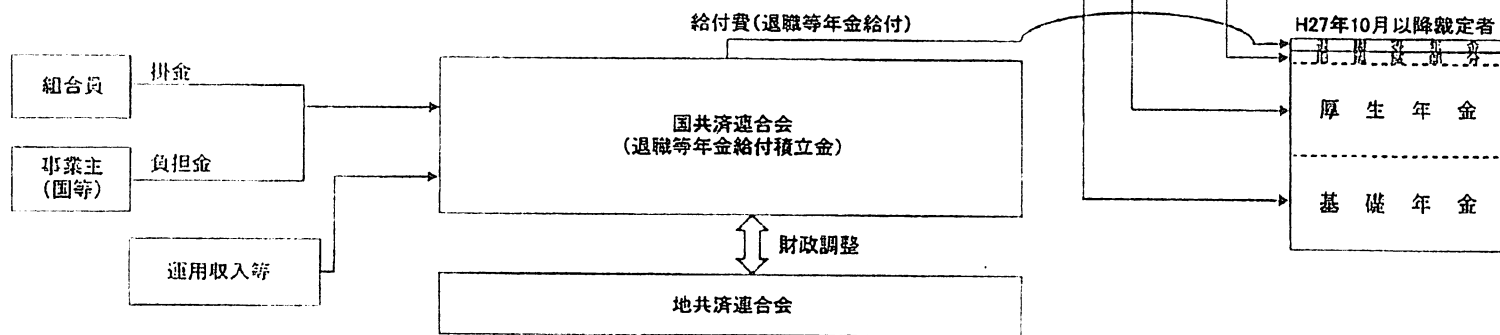 給付費(退職等年金給付)
H27年10月以降裁定者
組合員
掛金
国共済連合会
(退職等年金給付積立金)
厚生年金
事業主
(国等)
負担金
基礎年金
財政調整
運用収入等
地共済連合会